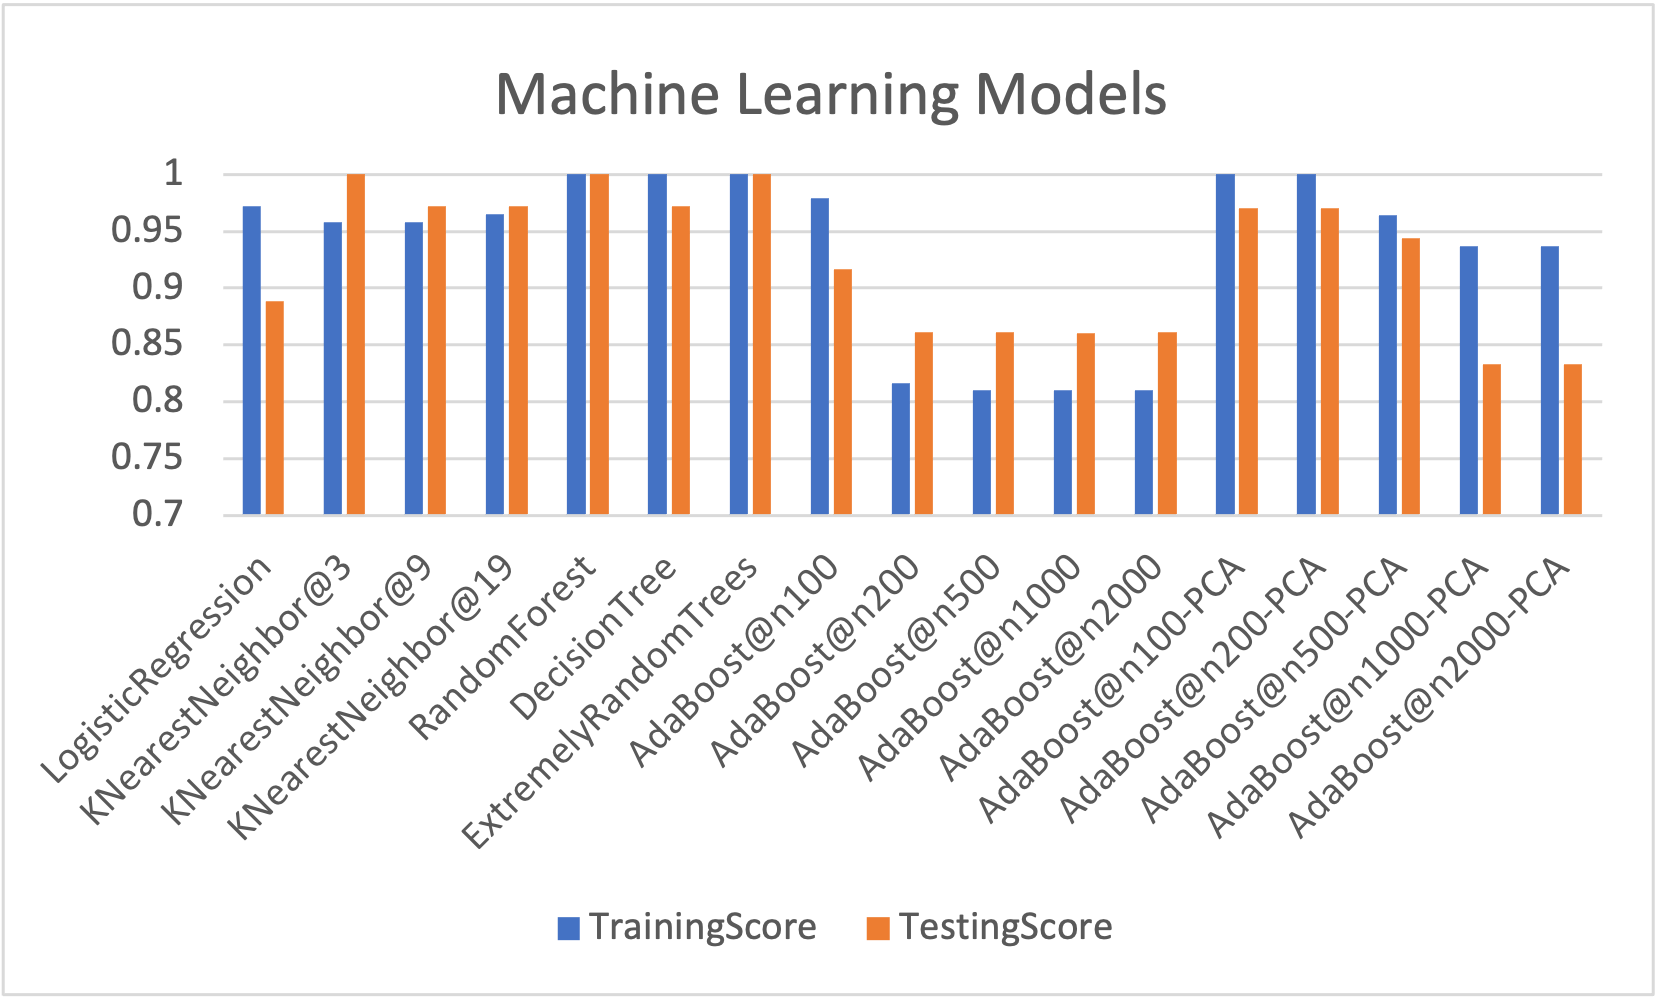 Machine Learning Models
1
0.95
0.9
0.85
0.8
0.75
0.7
LogisticRegression
KNearestNeighbor@3
KNearestNeighbor@9
KNearestNeighbor@19
RandomForest
DecisionTree
ExtremelyRandomTrees
AdaBoost@n100
AdaBoost@n200
AdaBoost@n500
AdaBoost@n1000
AdaBoost@n2000
AdaBoost@n100-PCA
AdaBoost@n200-PCA
AdaBoost@n500-PCA
AdaBoost@n1000-PCA
AdaBoost@n2000-PCA
TrainingScore
TestingScore